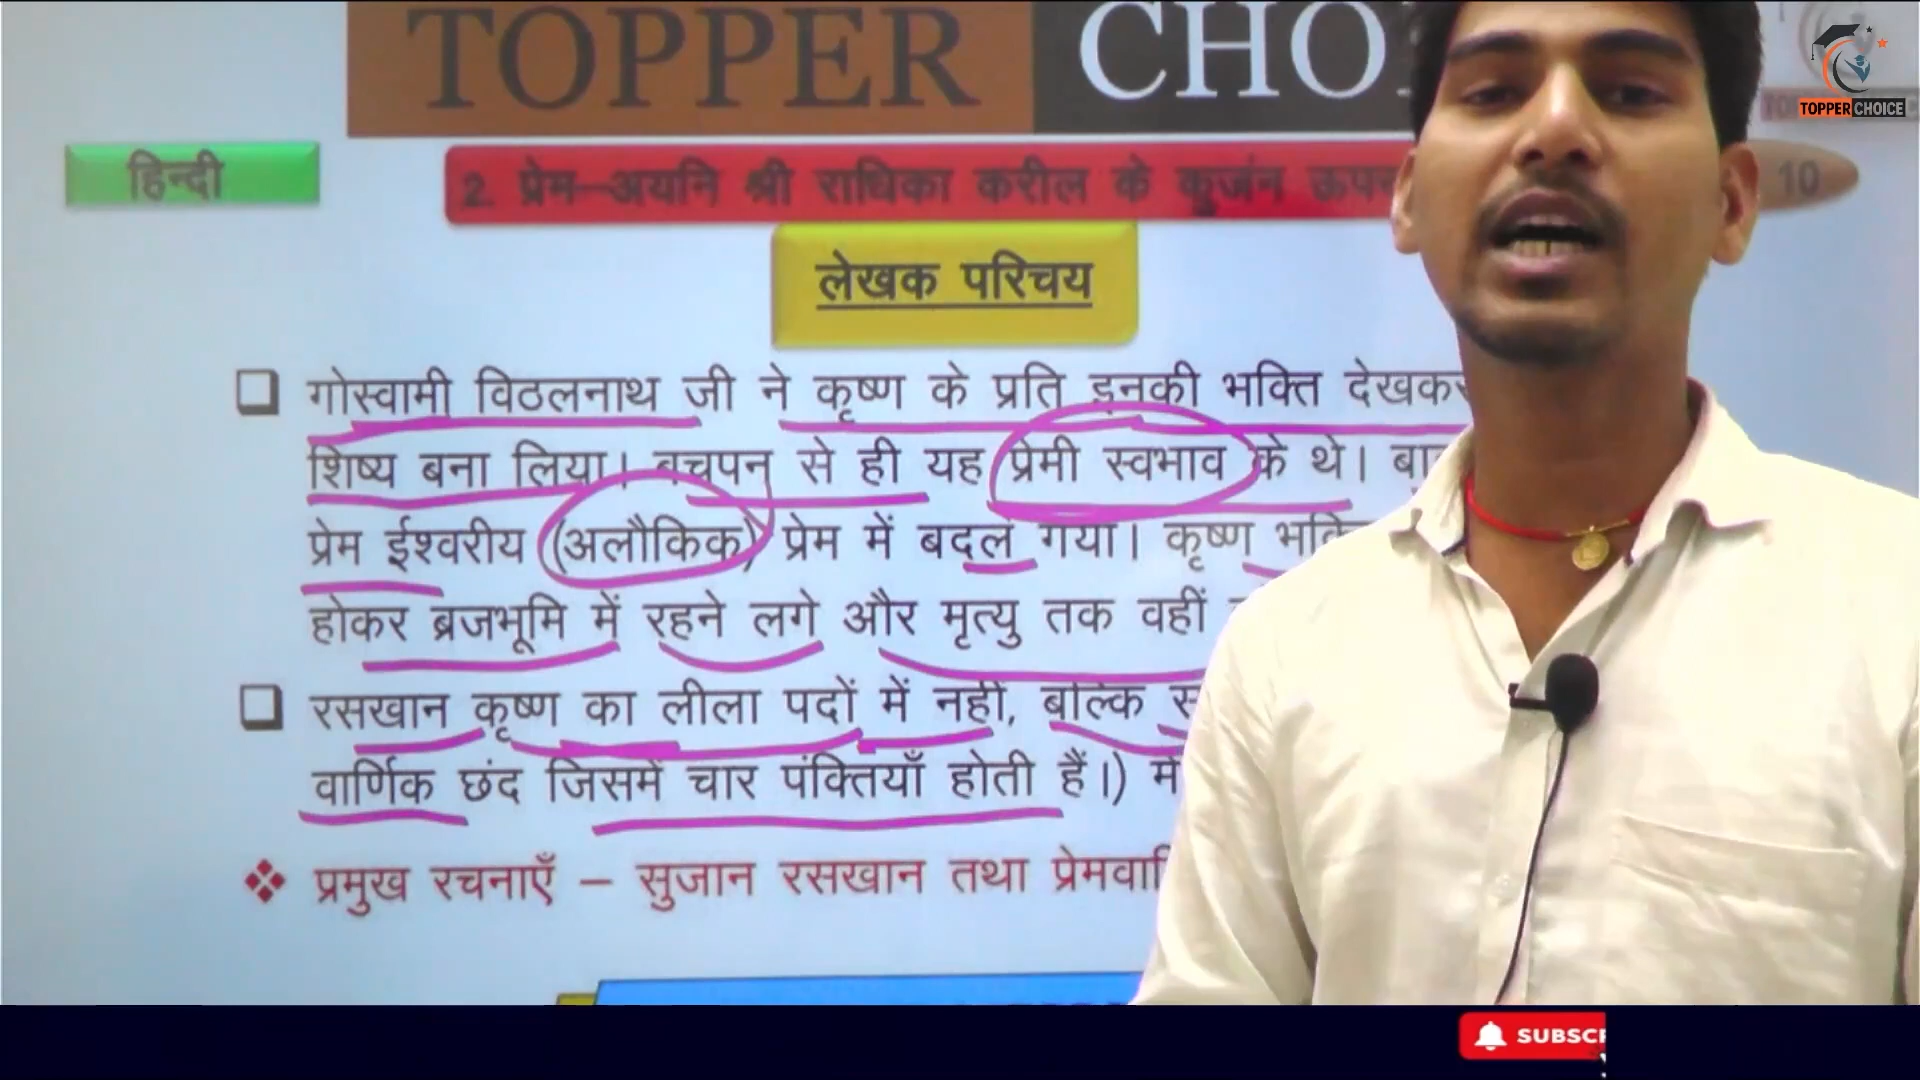 TOPPER CHO
TOPPER CHOICE
हिन्दी
2. प्रेम-अयनि श्री राधिका करील के कुजंन ऊपर
10
लेखक परिचय
गोस्वामी विठलनाथ जी ने कृष्ण के प्रति इनकी भक्ति देखकर
शिष्य बना लिया। बचपन से ही यह प्रेमी स्वभाव के थे।
प्रेम ईश्वरीय (अलौकिक) प्रेम में बदल गया। कृष्ण
होकर ब्रजभूमि में रहने लगे और मृत्यु तक वहीं
रसखान कृष्ण का लीला पदों में नहीं, बल्कि
वार्णिक छंद जिसमें चार पंक्तियाँ होती हैं।) में
प्रमुख रचनाएँ – सुजान रसखान तथा
SUBSC